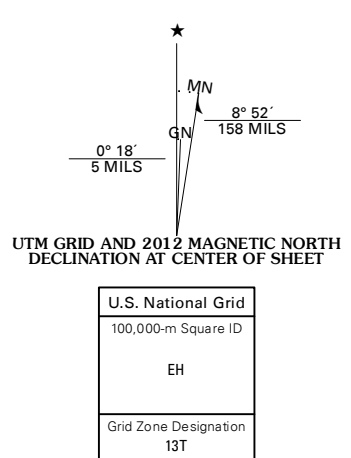 ★
MN
8° 52´
158 MILS
GN
0° 18´
5 MILS
UTM GRID AND 2012 MAGNETIC NORTH
DECLINATION AT CENTER OF SHEET
U.S. National Grid
100,000-m Square ID
EH
Grid Zone Designation
13T